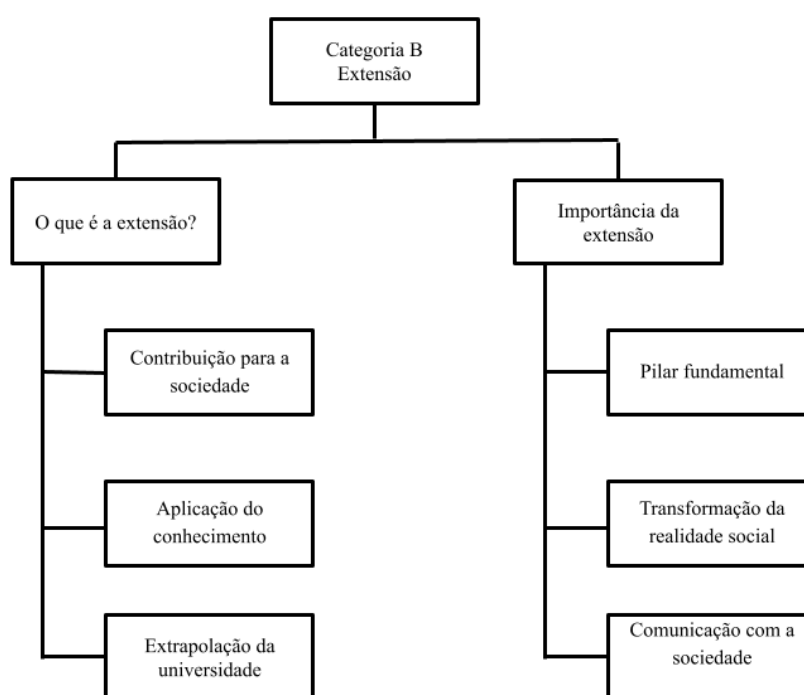 Categoria B
Extensão
O que é a extensão?
Importância da
extensão
Contribuição para a
sociedade
Pilar fundamental
Aplicação do
conhecimento
Transformação da
realidade social
Extrapolação da
universidade
Comunicação com a
sociedade